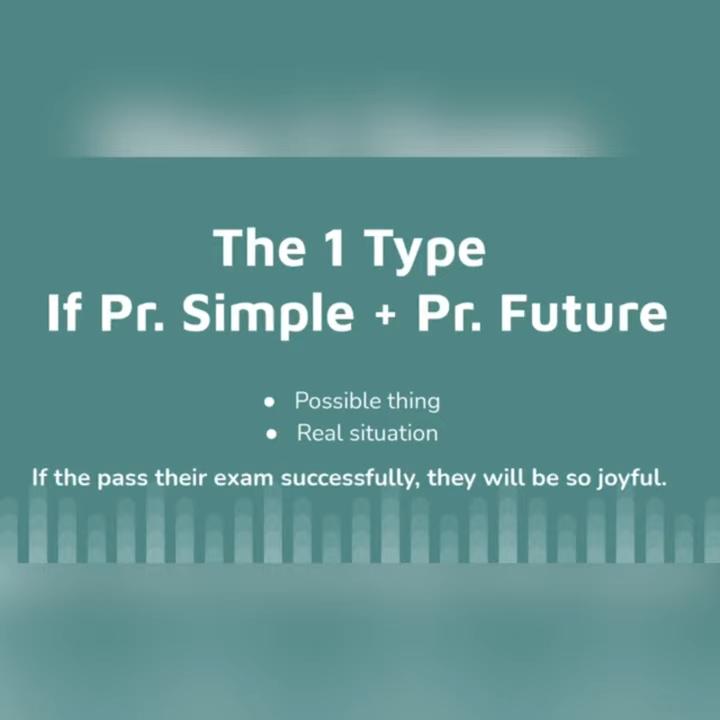 The 1 Type
If Pr. Simple + Pr. Future
• Possible thing
• Real situation
If the pass their exam successfully, they will be so joyful.